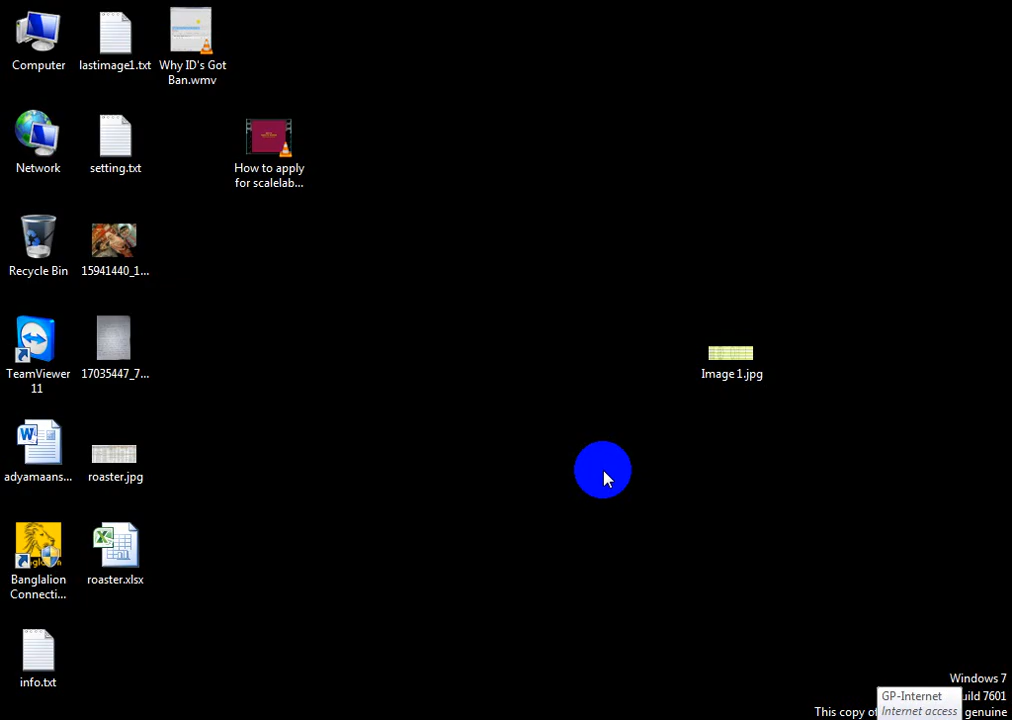 Computer
lastimage1.txt
Why ID's Got
Ban.wmv
Network
setting.txt
How to apply
for scalelab...
Recycle Bin
15941440_1...
TeamViewer
11
17035447_7...
Image 1.jpg
adyamaans...
roaster.jpg
Banglalion
Connecti...
roaster.xlsx
info.txt
Windows 7
GP-Internet
uild 7601
Internet access
This copy of
genuine